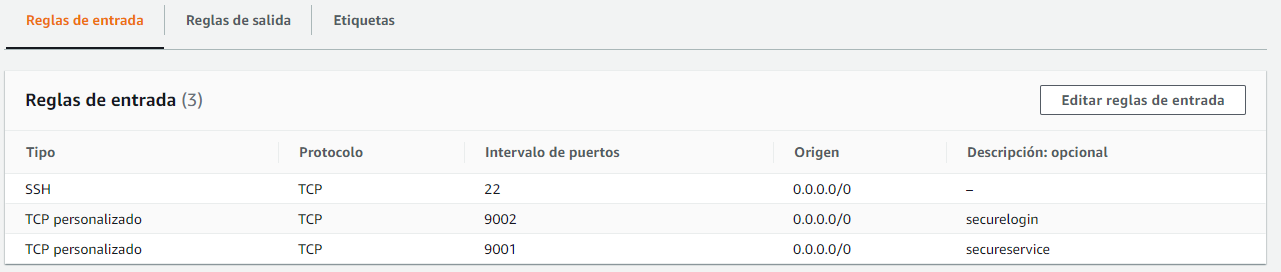 Reglas de entrada Reglas de salida Etiquetas
Reglas de entrada (3) Editar reglas de entrada
Tipo Protocolo Intervalo de puertos Origen Descripción: opcional
SSH TCP 22 0.0.0.0/0 –
TCP personalizado TCP 9002 0.0.0.0/0 securelogin
TCP personalizado TCP 9001 0.0.0.0/0 secureservice